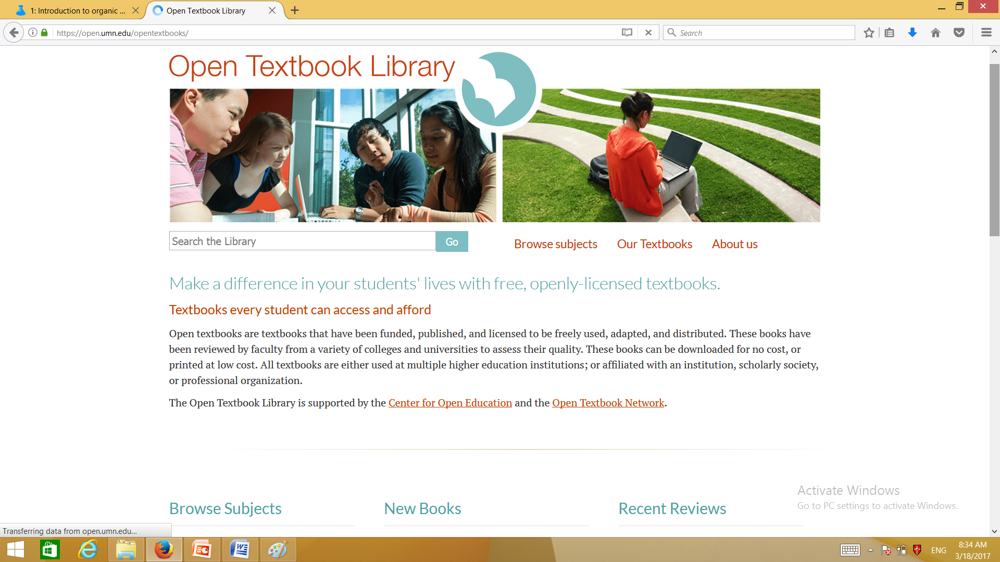 1: Introduction to organic ...
Open Textbook Library
https://open.umn.edu/opentextbooks/
Search
Open Textbook Library
Search the Library
Go
Browse subjects
Our Textbooks
About us
Make a difference in your students' lives with free, openly-licensed textbooks.
Textbooks every student can access and afford
Open textbooks are textbooks that have been funded, published, and licensed to be freely used, adapted, and distributed. These books have
been reviewed by faculty from a variety of colleges and universities to assess their quality. These books can be downloaded for no cost, or
printed at low cost. All textbooks are either used at multiple higher education institutions; or affiliated with an institution, scholarly society,
or professional organization.
The Open Textbook Library is supported by the Center for Open Education and the Open Textbook Network.
Activate Windows
Go to PC settings to activate Windows.
Browse Subjects
New Books
Recent Reviews
Transferring data from open.umn.edu...
ENG
8:34 AM
3/18/2017